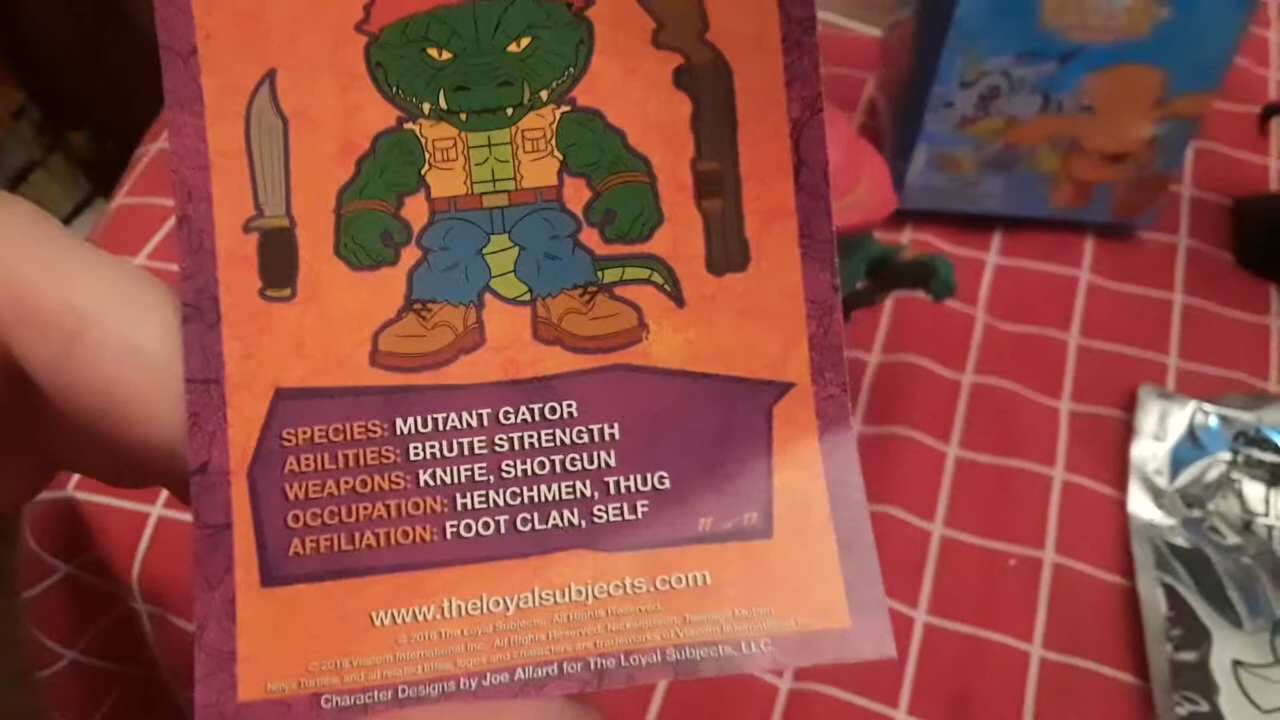 SPECIES: MUTANT GATOR
ABILITIES: BRUTE STRENGTH
WEAPONS: KNIFE, SHOTGUN
OCCUPATION: HENCHMEN, THUG
AFFILIATION: FOOT CLAN, SELF
www.theloyalsubjects.com
© 2016 The Loyal Subjects. All Rights Reserved.
© 2016 Viacom International Inc. All Rights Reserved. Nickelodeon, Teenage Mutant
Ninja Turtles, and all related titles, logos and characters are trademarks of Viacom International
Character Designs by Joe Allard for The Loyal Subjects, LLC